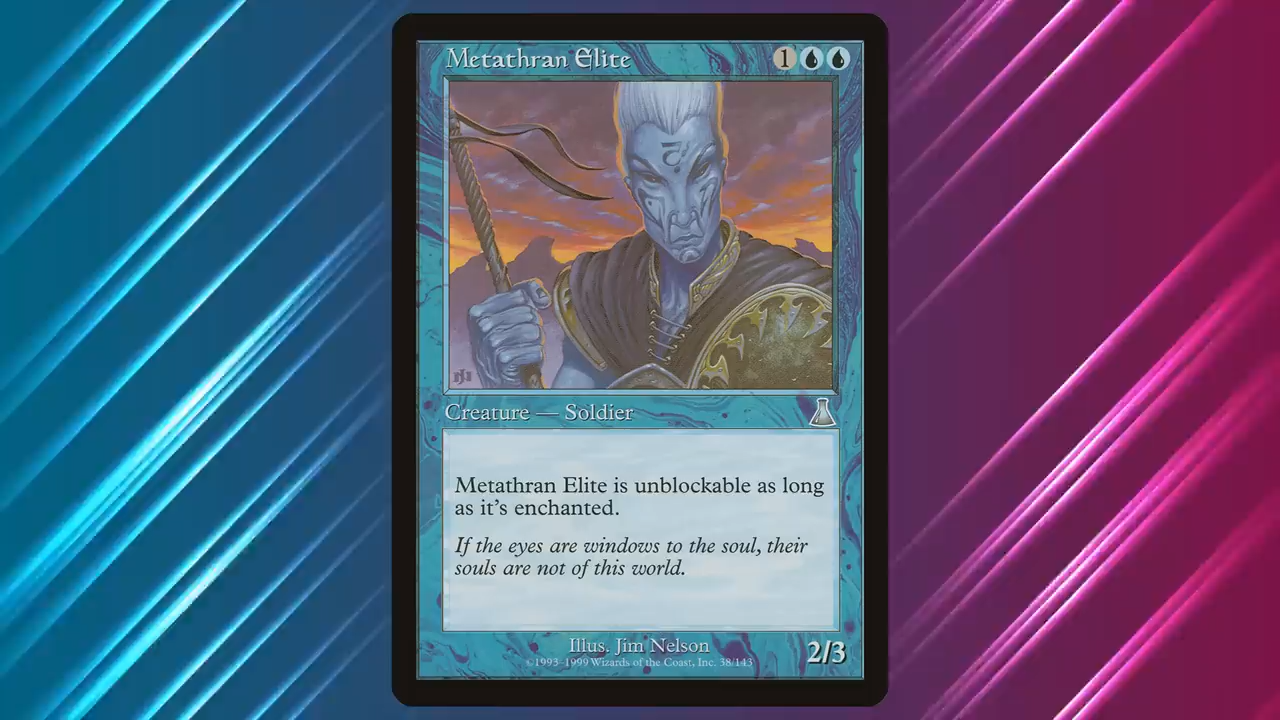 Metathran Elite 1
Creature — Soldier
Metathran Elite is unblockable as long
as it's enchanted.
If the eyes are windows to the soul, their
souls are not of this world.
Illus. Jim Nelson
©1993–1999 Wizards of the Coast, Inc. 38/143
2/3